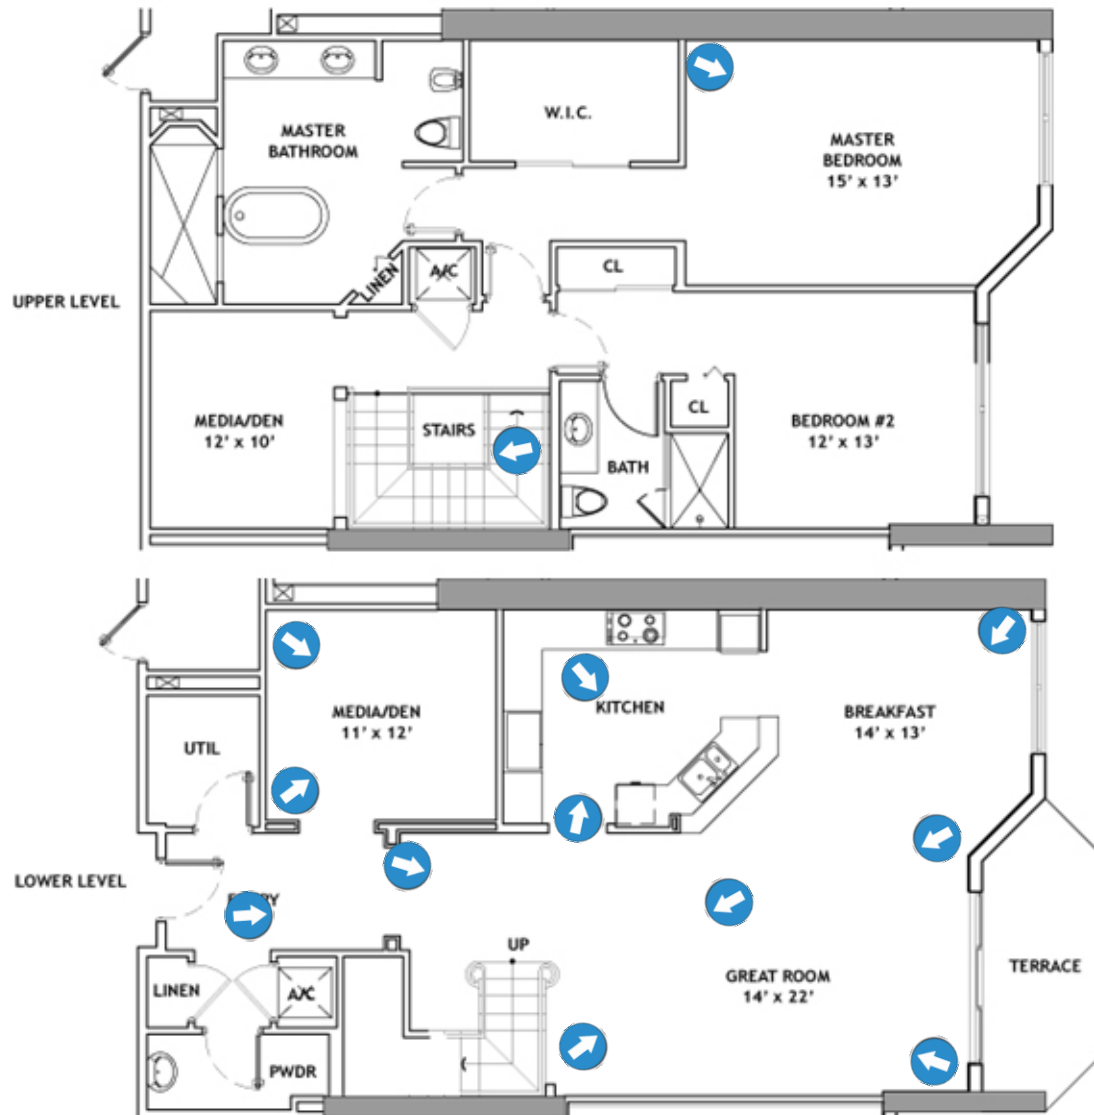 MASTER
BATHROOM
W.I.C.
MASTER
BEDROOM
15' x 13'
LINEN
A/C
CL
UPPER LEVEL
MEDIA/DEN
12' x 10'
STAIRS
CL
BATH
BEDROOM #2
12' x 13'
MEDIA/DEN
11' x 12'
KITCHEN
BREAKFAST
14' x 13'
UTIL
LOWER LEVEL
UP
GREAT ROOM
14' x 22'
TERRACE
LINEN
A/C
PWDR